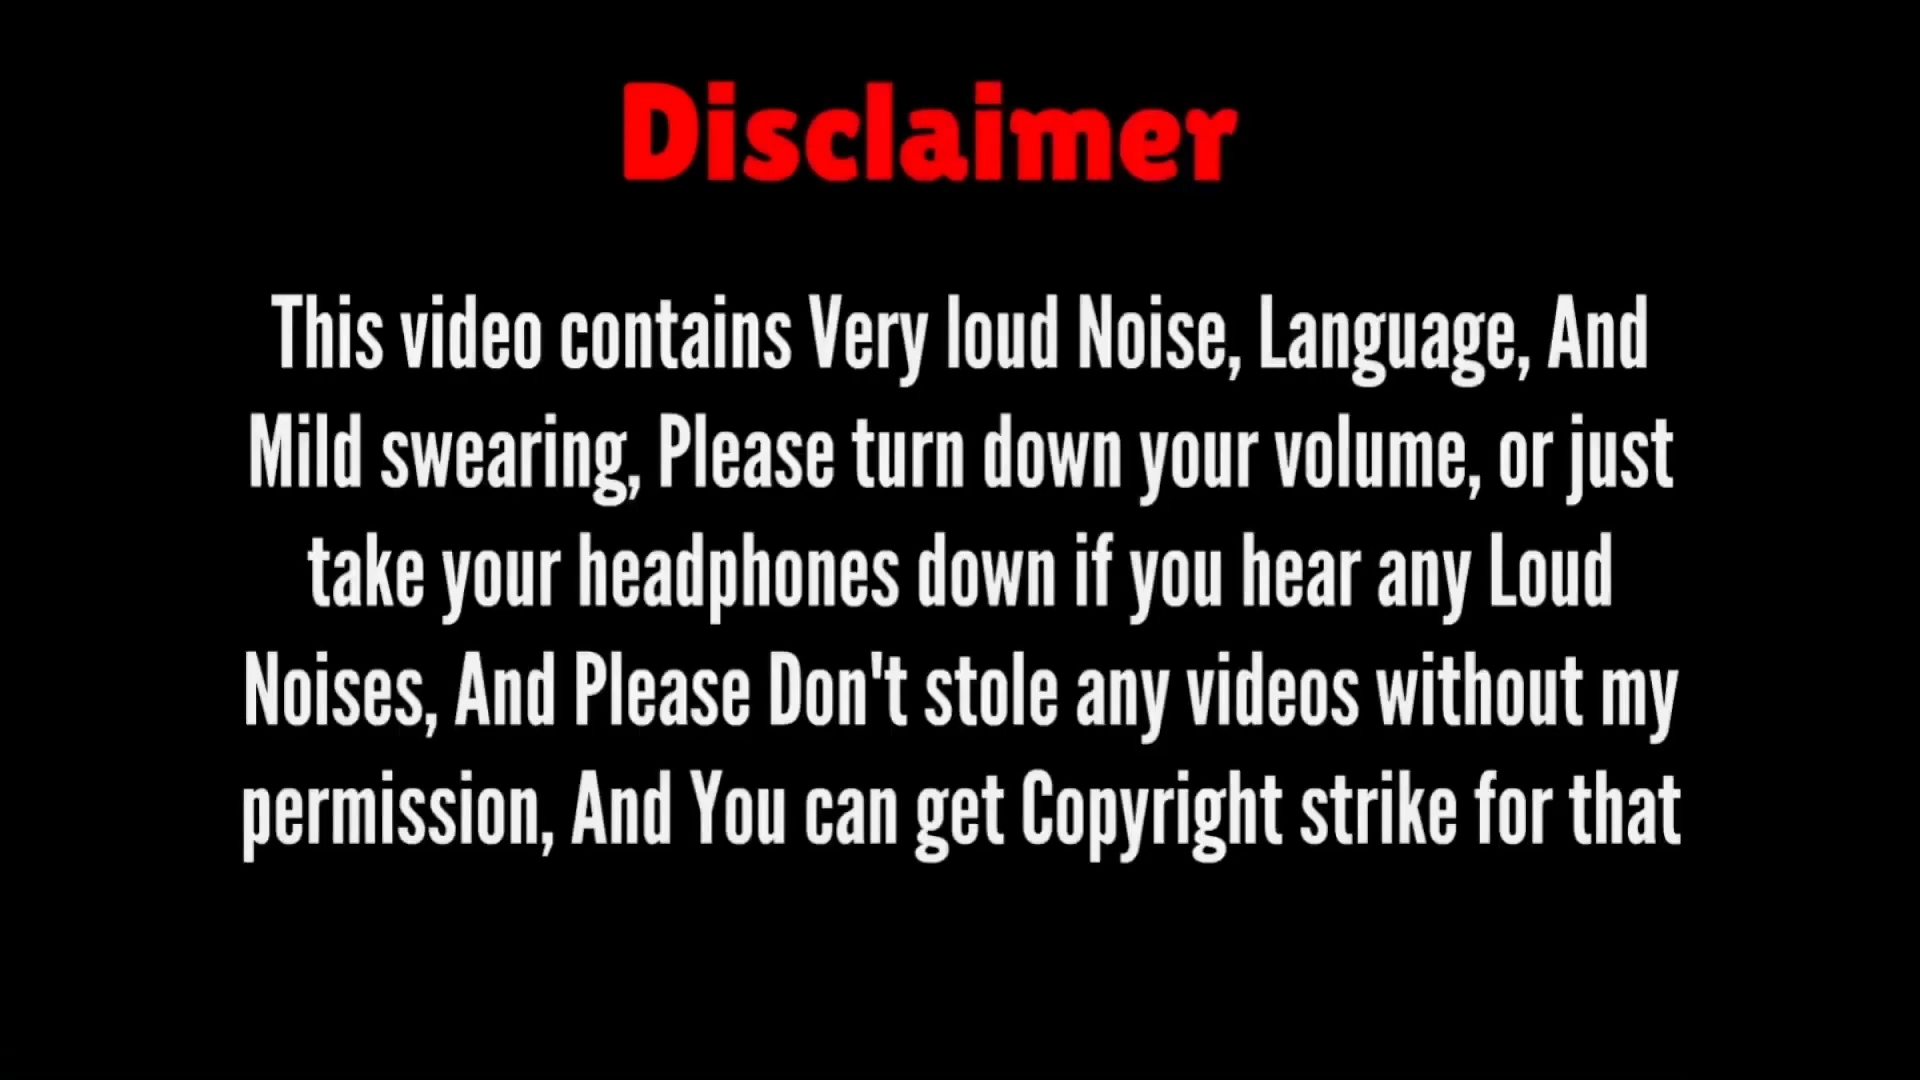 Disclaimer
This video contains Very loud Noise, Language, And
Mild swearing, Please turn down your volume, or just
take your headphones down if you hear any Loud
Noises, And Please Don't stole any videos without my
permission, And You can get Copyright strike for that